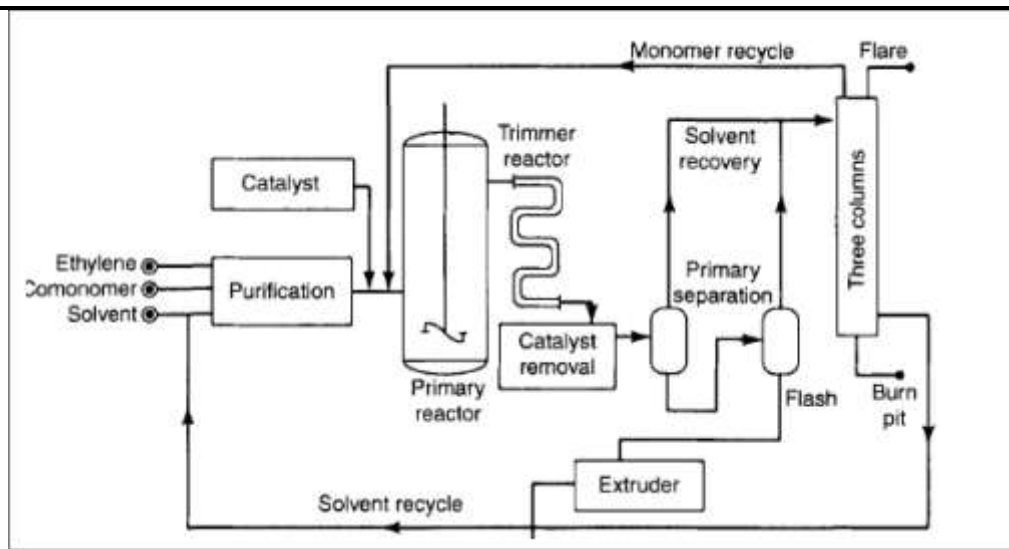 Monomer recycle
Flare
Trimmer
reactor
Solvent
recovery
Catalyst
Three columns
Ethylene
Comonomer
Solvent
Purification
Primary
separation
Catalyst
removal
Primary
reactor
Flash
Burn
pit
Extruder
Solvent recycle